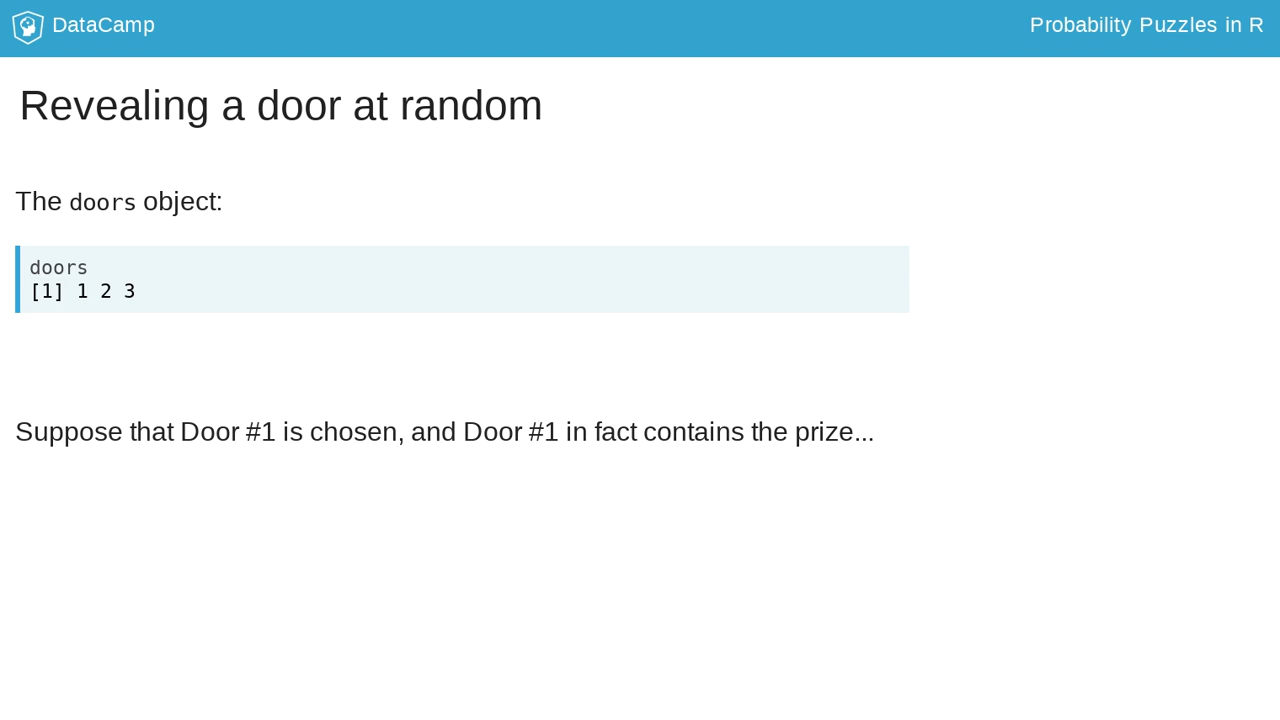 DataCamp
Probability Puzzles in R
Revealing a door at random
The doors object:
doors
[1] 1 2 3
Suppose that Door #1 is chosen, and Door #1 in fact contains the prize...